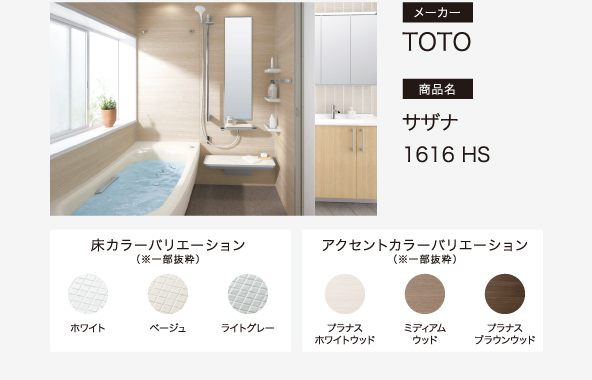 メーカー
TOTO
商品名
サザナ
1616 HS
床カラーバリエーション
（※一部抜粋）
ホワイト
ベージュ
ライトグレー
アクセントカラーバリエーション
（※一部抜粋）
プラナス
ホワイトウッド
ミディアム
ウッド
プラナス
ブラウンウッド